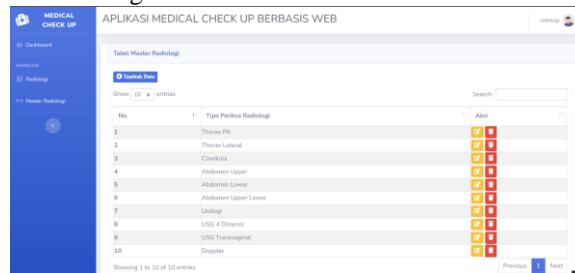 MEDICAL CHECK UP
APLIKASI MEDICAL CHECK UP BERBASIS WEB
radiologi
Dashboard
Radiologi
Master Radiologi
Tabel Master Radiologi
Tambah Data
Show 10 entries
Search:
No. Tipe Periksa Radiologi Aksi
1 Thorax PA
2 Thorax Lateral
3 Clavikula
4 Abdomen Upper
5 Abdomen Lower
6 Abdomen Upper Lower
7 Urologi
8 USG 4 Dimensi
9 USG Transvaginal
10 Doppler
Showing 1 to 10 of 10 entries
Previous 1 Next